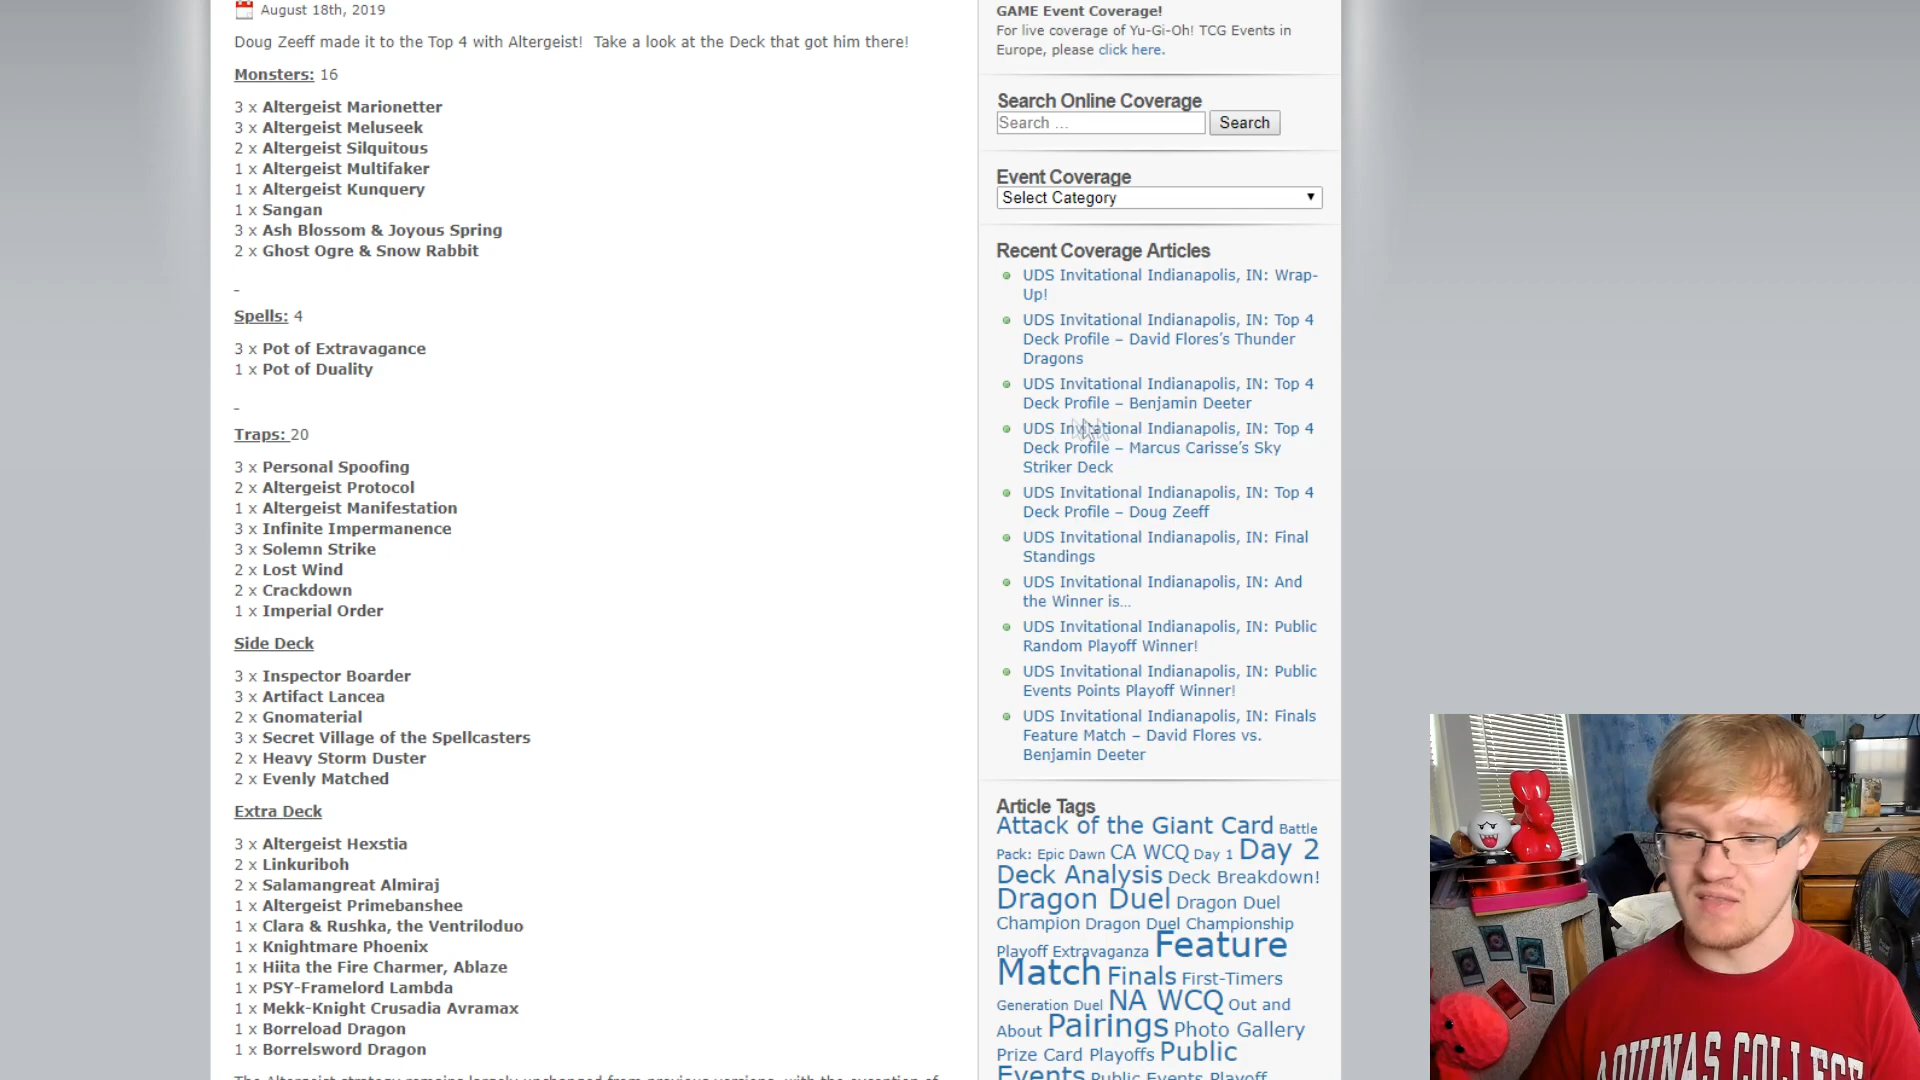 August 18th, 2019
Doug Zeeff made it to the Top 4 with Altergeist!  Take a look at the Deck that got him there!
Monsters: 16
3 x Altergeist Marionetter
3 x Altergeist Meluseek
2 x Altergeist Silquitous
1 x Altergeist Multifaker
1 x Altergeist Kunquery
1 x Sangan
3 x Ash Blossom & Joyous Spring
2 x Ghost Ogre & Snow Rabbit
-
Spells: 4
3 x Pot of Extravagance
1 x Pot of Duality
-
Traps: 20
3 x Personal Spoofing
2 x Altergeist Protocol
1 x Altergeist Manifestation
3 x Infinite Impermanence
3 x Solemn Strike
2 x Lost Wind
2 x Crackdown
1 x Imperial Order
Side Deck
3 x Inspector Boarder
3 x Artifact Lancea
2 x Gnomaterial
3 x Secret Village of the Spellcasters
2 x Heavy Storm Duster
2 x Evenly Matched
Extra Deck
3 x Altergeist Hexstia
2 x Linkuriboh
2 x Salamangreat Almiraj
1 x Altergeist Primebanshee
1 x Clara & Rushka, the Ventriloduo
1 x Knightmare Phoenix
1 x Hiita the Fire Charmer, Ablaze
1 x PSY-Framelord Lambda
1 x Mekk-Knight Crusadia Avramax
1 x Borreload Dragon
1 x Borrelsword Dragon
The Altergeist strategy remains largely unchanged from previous versions, with the exception of
GAME Event Coverage!
For live coverage of Yu-Gi-Oh! TCG Events in
Europe, please click here.
Search Online Coverage
Search ...
Search
Event Coverage
Select Category
Recent Coverage Articles
UDS Invitational Indianapolis, IN: Wrap-
Up!
UDS Invitational Indianapolis, IN: Top 4
Deck Profile – David Flores's Thunder
Dragons
UDS Invitational Indianapolis, IN: Top 4
Deck Profile – Benjamin Deeter
UDS Invitational Indianapolis, IN: Top 4
Deck Profile – Marcus Carisse's Sky
Striker Deck
UDS Invitational Indianapolis, IN: Top 4
Deck Profile – Doug Zeeff
UDS Invitational Indianapolis, IN: Final
Standings
UDS Invitational Indianapolis, IN: And
the Winner is…
UDS Invitational Indianapolis, IN: Public
Random Playoff Winner!
UDS Invitational Indianapolis, IN: Public
Events Points Playoff Winner!
UDS Invitational Indianapolis, IN: Finals
Feature Match – David Flores vs.
Benjamin Deeter
Article Tags
Attack of the Giant Card Battle
Pack: Epic Dawn CA WCQ Day 1 Day 2
Deck Analysis Deck Breakdown!
Dragon Duel Dragon Duel
Champion Dragon Duel Championship
Playoff Extravaganza Feature
Match Finals First-Timers
Generation Duel NA WCQ Out and
About Pairings Photo Gallery
Prize Card Playoffs Public
Events Public Events Playoff
AQUINAS COLLEGE